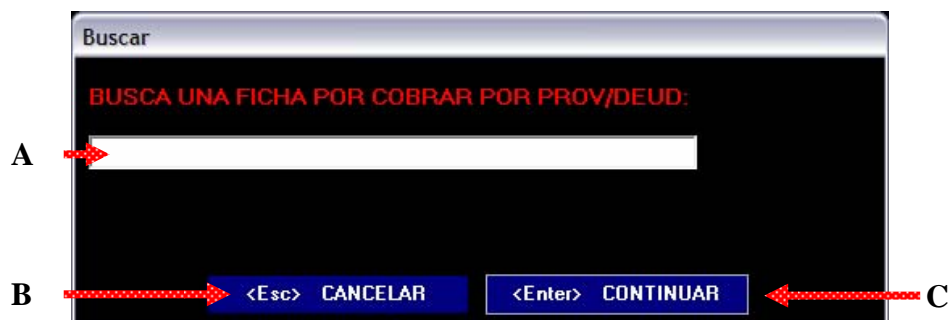 Buscar
BUSCA UNA FICHA POR COBRAR POR PROV/DEUD:
A
B <Esc> CANCELAR <Enter> CONTINUAR C